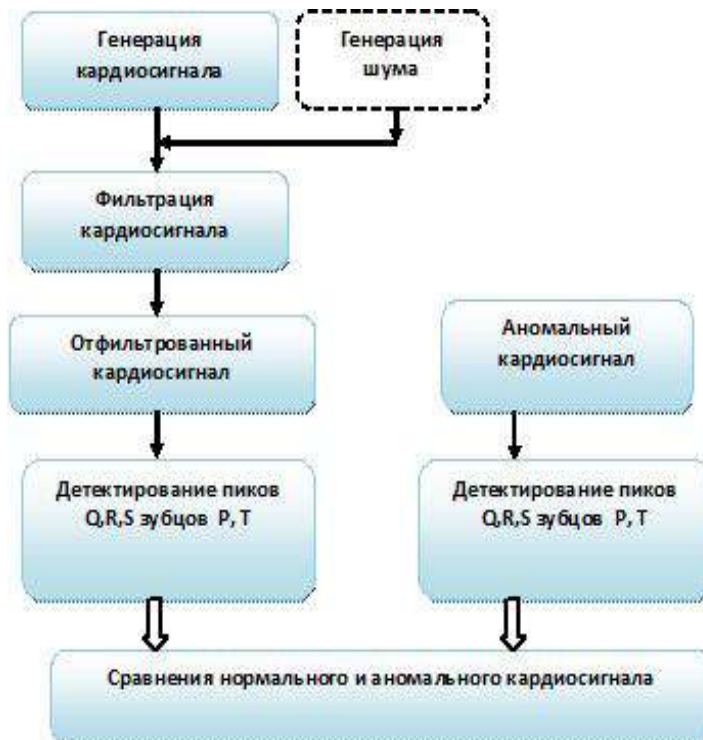 Генерация
кардиосигнала
Генерация
шума
Фильтрация
кардиосигнала
Отфильтрованный
кардиосигнал
Аномальный
кардиосигнал
Детектирование пиков
Q,R,S зубцов P, T
Детектирование пиков
Q,R,S зубцов P, T
Сравнения нормального и аномального кардиосигнала